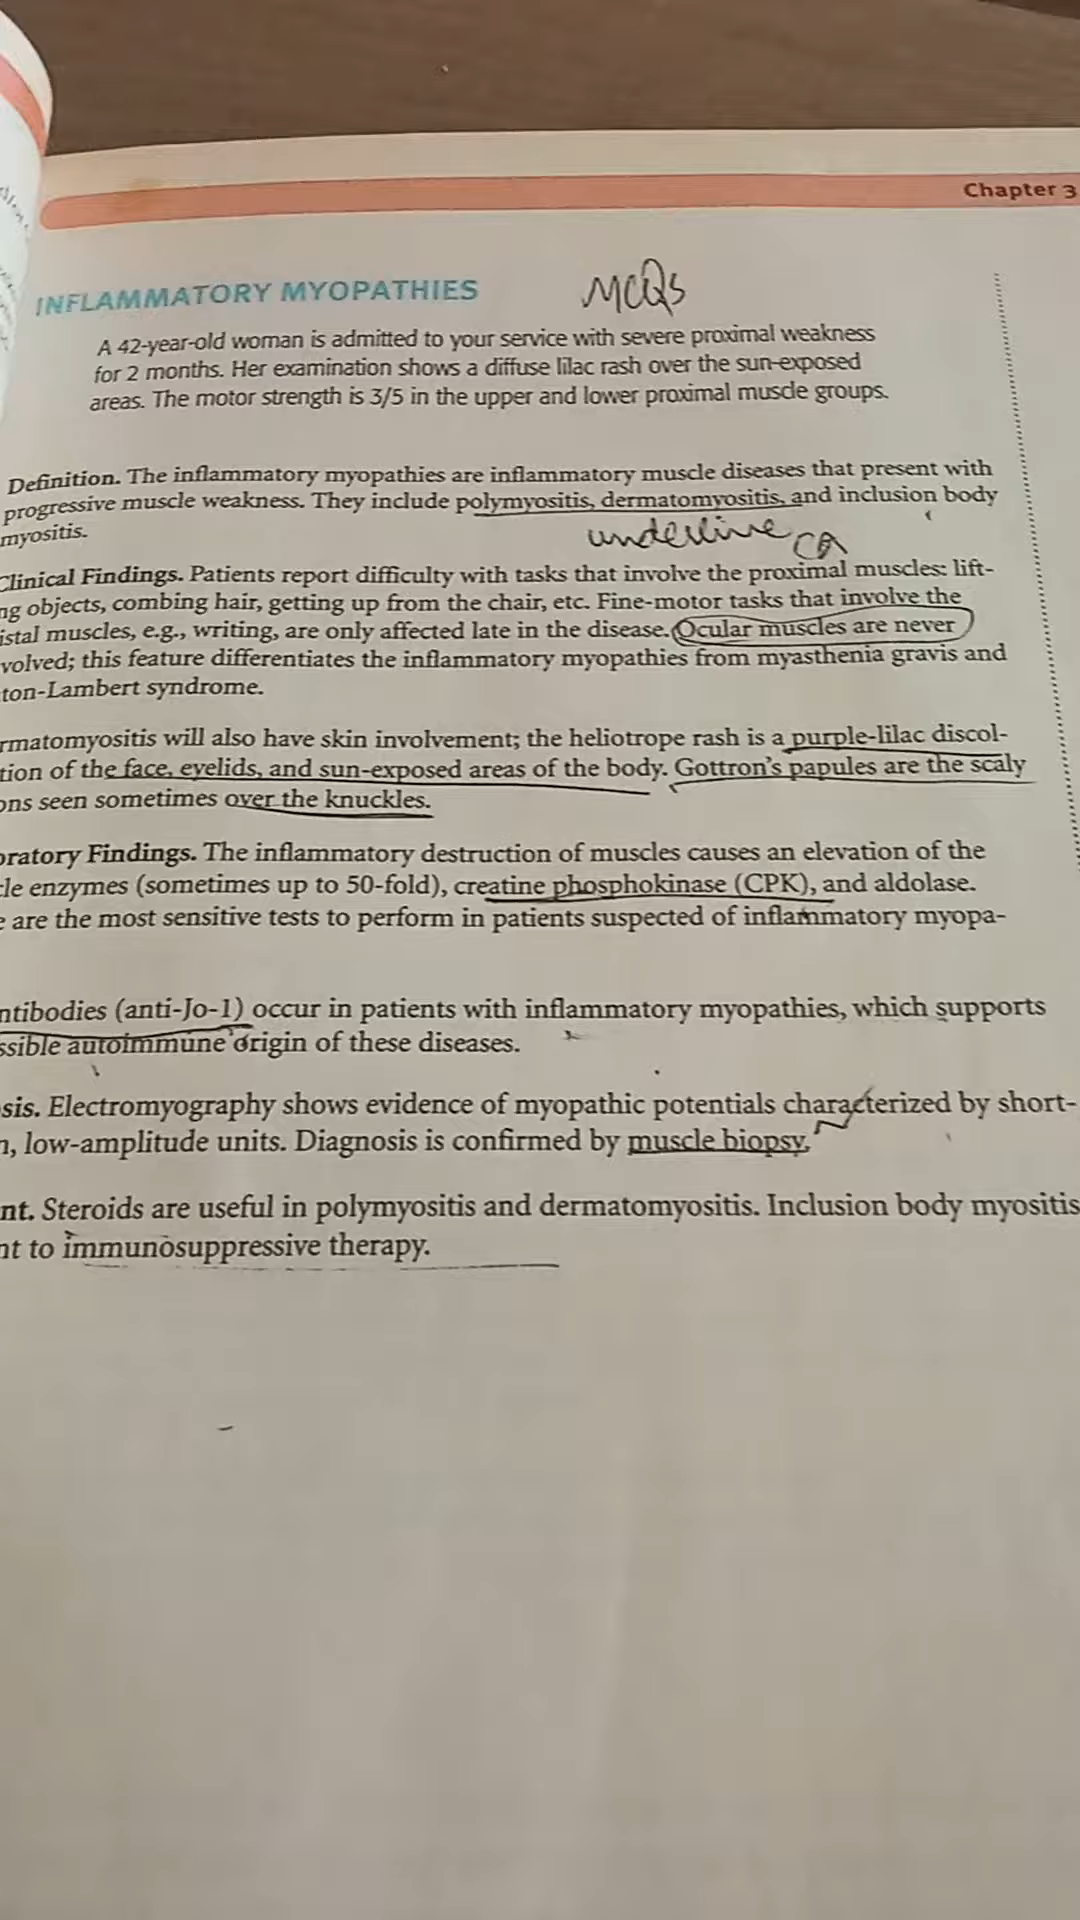 Chapter 3
INFLAMMATORY MYOPATHIES MCQs
A 42-year-old woman is admitted to your service with severe proximal weakness
for 2 months. Her examination shows a diffuse lilac rash over the sun-exposed
areas. The motor strength is 3/5 in the upper and lower proximal muscle groups.
Definition. The inflammatory myopathies are inflammatory muscle diseases that present with
progressive muscle weakness. They include polymyositis, dermatomyositis, and inclusion body
myositis.
underline CA
Clinical Findings. Patients report difficulty with tasks that involve the proximal muscles: lift-
ng objects, combing hair, getting up from the chair, etc. Fine-motor tasks that involve the
istal muscles, e.g., writing, are only affected late in the disease. Ocular muscles are never
volved; this feature differentiates the inflammatory myopathies from myasthenia gravis and
ton-Lambert syndrome.
rmatomyositis will also have skin involvement; the heliotrope rash is a purple-lilac discol-
tion of the face, eyelids, and sun-exposed areas of the body. Gottron's papules are the scaly
ons seen sometimes over the knuckles.
oratory Findings. The inflammatory destruction of muscles causes an elevation of the
cle enzymes (sometimes up to 50-fold), creatine phosphokinase (CPK), and aldolase.
e are the most sensitive tests to perform in patients suspected of inflammatory myopa-
ntibodies (anti-Jo-1) occur in patients with inflammatory myopathies, which supports
ssible autoimmune origin of these diseases.
sis. Electromyography shows evidence of myopathic potentials characterized by short-
n, low-amplitude units. Diagnosis is confirmed by muscle biopsy.
nt. Steroids are useful in polymyositis and dermatomyositis. Inclusion body myositis
nt to immunosuppressive therapy.